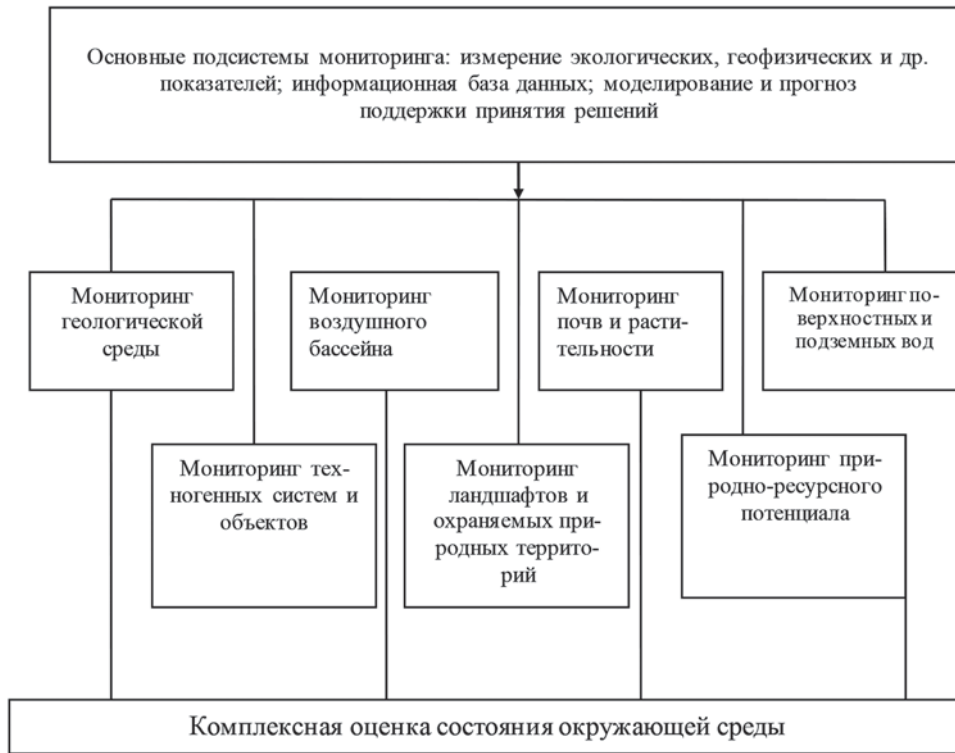 Основные подсистемы мониторинга: измерение экологических, геофизических и др.
показателей; информационная база данных; моделирование и прогноз
поддержки принятия решений
Мониторинг
геологической
среды
Мониторинг
воздушного
бассейна
Мониторинг
почв и расти-
тельности
Мониторинг по-
верхностных и
подземных вод
Мониторинг тех-
ногенных систем и
объектов
Мониторинг
ландшафтов и
охраняемых при-
родных террито-
рий
Мониторинг при-
родно-ресурсного
потенциала
Комплексная оценка состояния окружающей среды